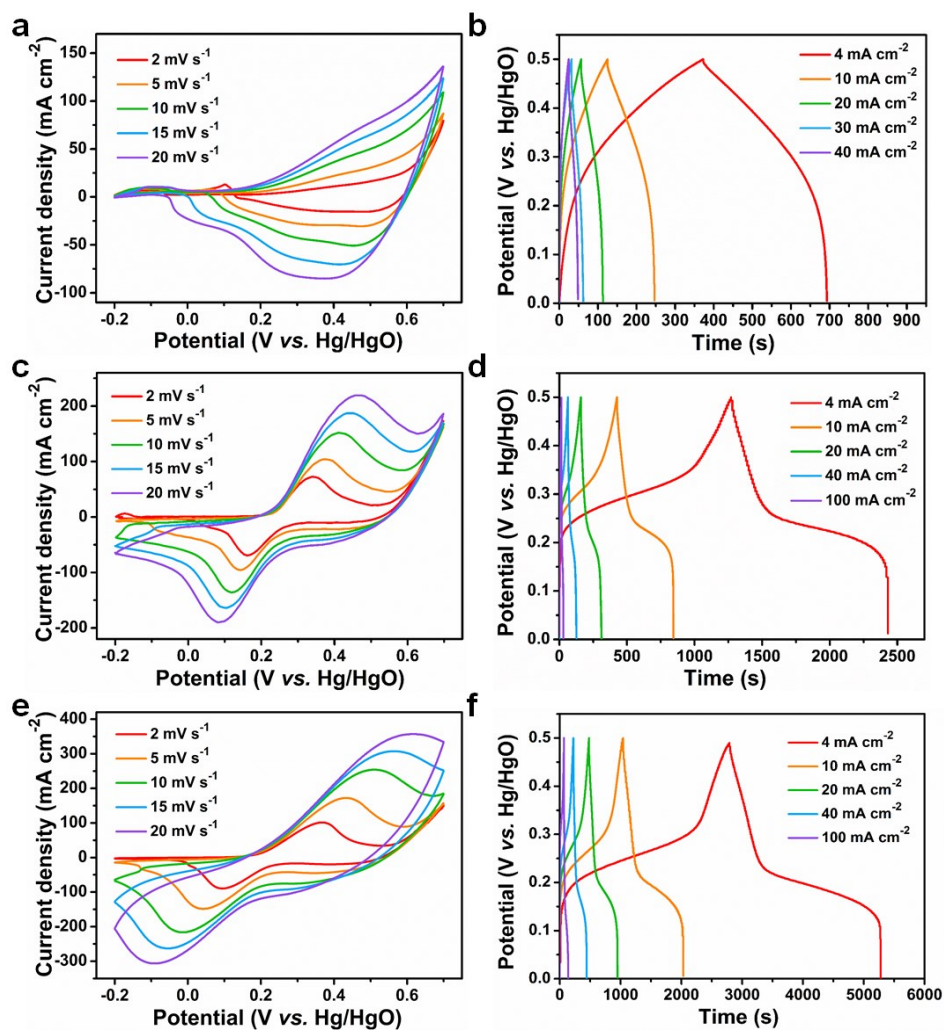 a
2 mV s⁻¹
5 mV s⁻¹
10 mV s⁻¹
15 mV s⁻¹
20 mV s⁻¹
Current density (mA cm⁻²)
150
100
50
0
-50
-100
-0.2
0.0
0.2
0.4
0.6
Potential (V vs. Hg/HgO)
b
4 mA cm⁻²
10 mA cm⁻²
20 mA cm⁻²
30 mA cm⁻²
40 mA cm⁻²
Potential (V vs. Hg/HgO)
0.5
0.4
0.3
0.2
0.1
0.0
0
100
200
300
400
500
600
700
800
900
Time (s)
c
2 mV s⁻¹
5 mV s⁻¹
10 mV s⁻¹
15 mV s⁻¹
20 mV s⁻¹
Current density (mA cm⁻²)
200
100
0
-100
-200
-0.2
0.0
0.2
0.4
0.6
Potential (V vs. Hg/HgO)
d
4 mA cm⁻²
10 mA cm⁻²
20 mA cm⁻²
40 mA cm⁻²
100 mA cm⁻²
Potential (V vs. Hg/HgO)
0.5
0.4
0.3
0.2
0.1
0.0
0
500
1000
1500
2000
2500
Time (s)
e
2 mV s⁻¹
5 mV s⁻¹
10 mV s⁻¹
15 mV s⁻¹
20 mV s⁻¹
Current density (mA cm⁻²)
400
300
200
100
0
-100
-200
-300
-0.2
0.0
0.2
0.4
0.6
Potential (V vs. Hg/HgO)
f
4 mA cm⁻²
10 mA cm⁻²
20 mA cm⁻²
40 mA cm⁻²
100 mA cm⁻²
Potential (V vs. Hg/HgO)
0.5
0.4
0.3
0.2
0.1
0.0
0
1000
2000
3000
4000
5000
6000
Time (s)